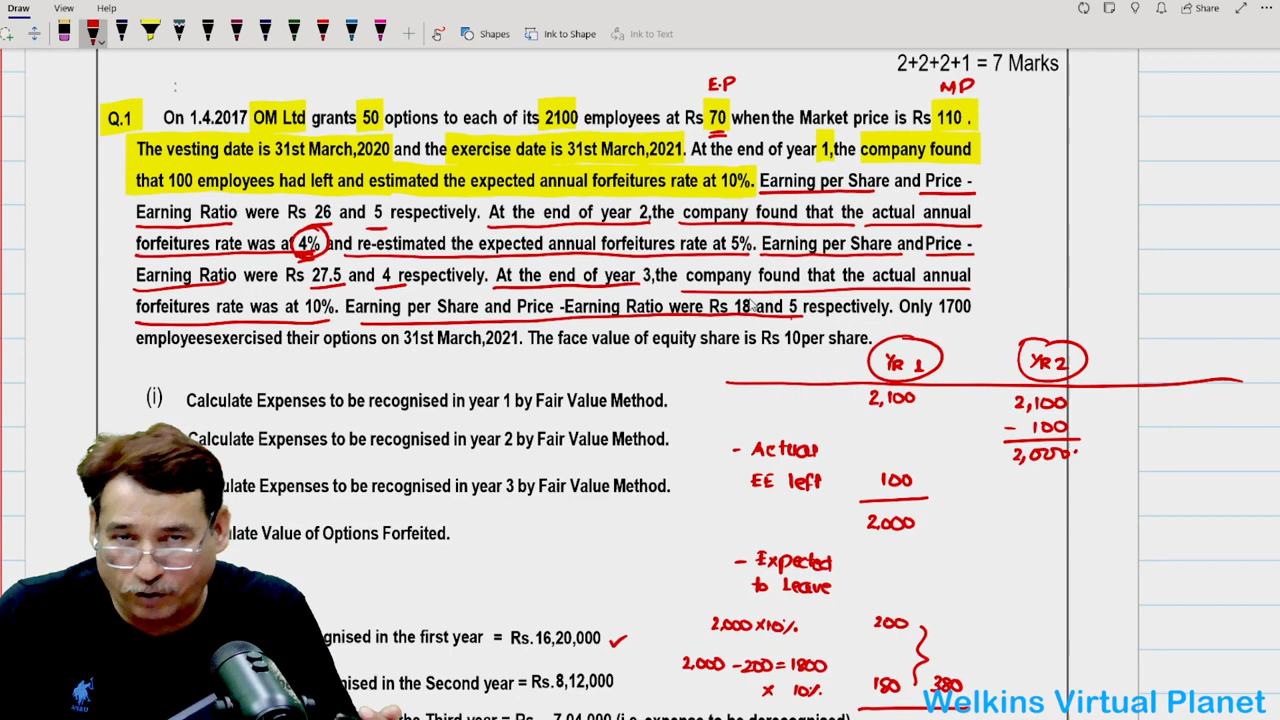 Draw View Help
Share
Shapes Ink to Shape Ink to Text
2+2+2+1 = 7 Marks
E.P MP
Q.1 On 1.4.2017 OM Ltd grants 50 options to each of its 2100 employees at Rs 70 when the Market price is Rs 110 .
The vesting date is 31st March,2020 and the exercise date is 31st March,2021. At the end of year 1,the company found
that 100 employees had left and estimated the expected annual forfeitures rate at 10%. Earning per Share and Price -
Earning Ratio were Rs 26 and 5 respectively. At the end of year 2,the company found that the actual annual
forfeitures rate was at 4% and re-estimated the expected annual forfeitures rate at 5%. Earning per Share and Price -
Earning Ratio were Rs 27.5 and 4 respectively. At the end of year 3,the company found that the actual annual
forfeitures rate was at 10%. Earning per Share and Price -Earning Ratio were Rs 18 and 5 respectively. Only 1700
employeesexercised their options on 31st March,2021. The face value of equity share is Rs 10per share.
YR 1 YR 2
(i) Calculate Expenses to be recognised in year 1 by Fair Value Method.
2,100 2,100
- 100
Calculate Expenses to be recognised in year 2 by Fair Value Method.
- Actual 2,000.
EE left 100
ulate Expenses to be recognised in year 3 by Fair Value Method.
2,000
ulate Value of Options Forfeited.
- Expected
to Leave
2,000 x 10% 200
gnised in the first year = Rs.16,20,000
2,000 - 200 = 1800
x 10% 180 380
ognised in the Second year = Rs.8,12,000
Welkins Virtual Planet
the Third year = Rs. 7,04,000 (i.e. expense to be derecognised)